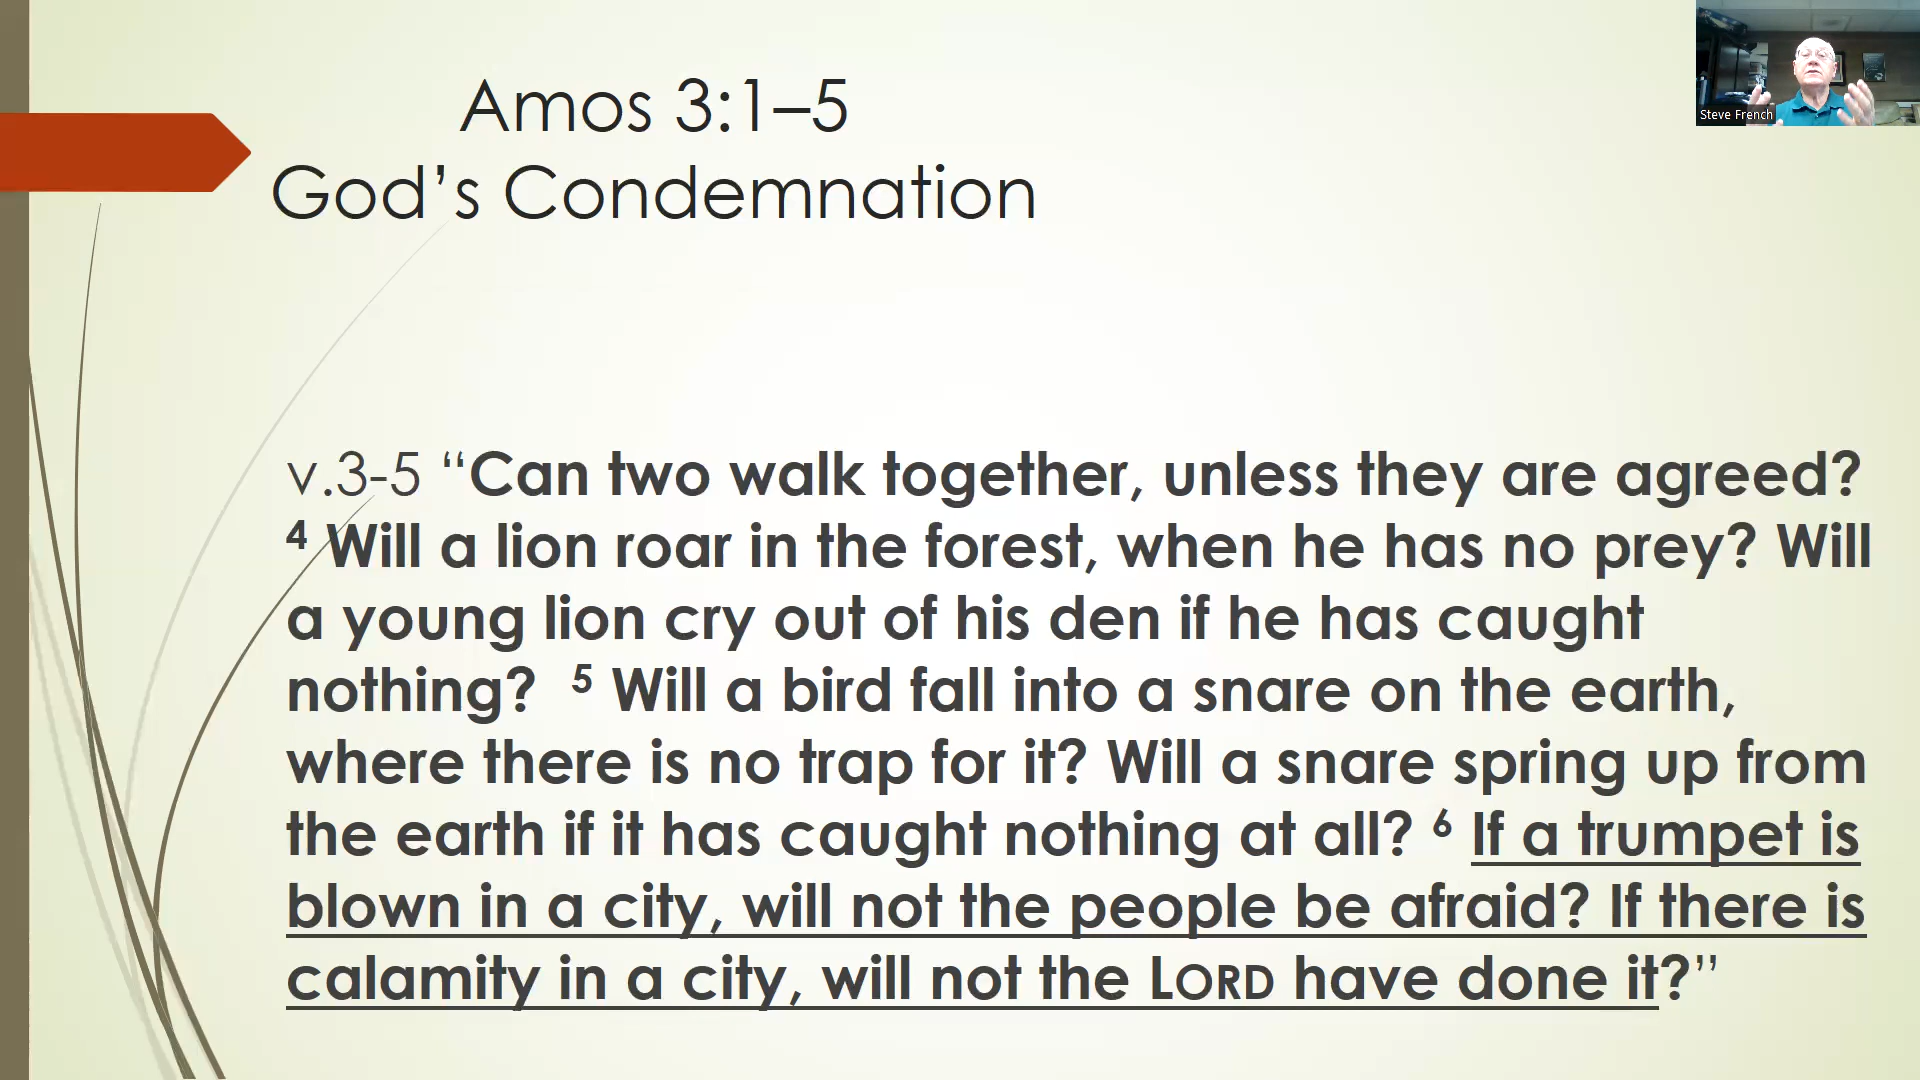 Amos 3:1–5
God’s Condemnation
Steve French
v.3-5 “Can two walk together, unless they are agreed?
4 Will a lion roar in the forest, when he has no prey? Will
a young lion cry out of his den if he has caught
nothing? 5 Will a bird fall into a snare on the earth,
where there is no trap for it? Will a snare spring up from
the earth if it has caught nothing at all? 6 If a trumpet is
blown in a city, will not the people be afraid? If there is
calamity in a city, will not the LORD have done it?”